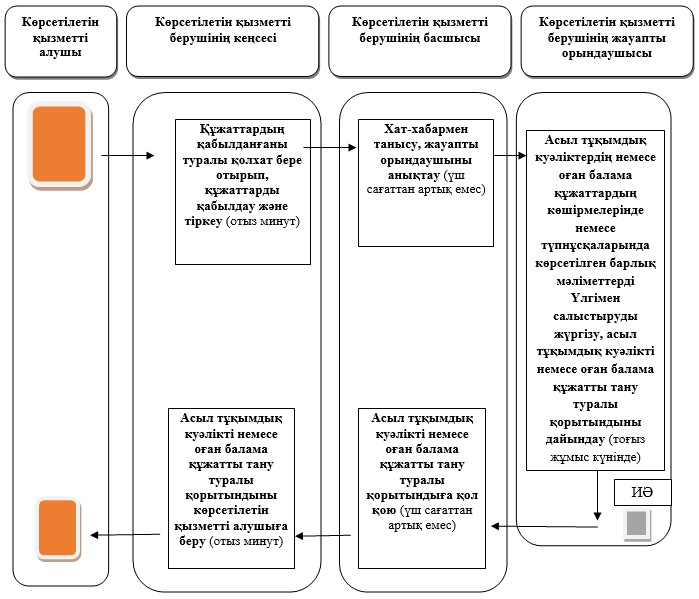 Көрсетілетін
қызметті
алушы
Көрсетілетін қызметті
берушінің кеңсесі
Көрсетілетін қызметті
берушінің басшысы
Көрсетілетін қызметті
берушінің жауапты
орындаушысы
Құжаттардың
қабылданғаны
туралы қолхат бере
отырып,
құжаттарды
қабылдау және
тіркеу (отыз минут)
Хат-хабармен
танысу, жауапты
орындаушыны
анықтау (үш
сағаттан артық емес)
Асыл тұқымдық
куәліктердің немесе
оған балама
құжаттардың
көшірмелерінде
немесе
түпнұсқаларында
көрсетілген барлық
мәліметтерді
Үлгімен
салыстыруды
жүргізу, асыл
тұқымдық куәлікті
немесе оған балама
құжатты тану
туралы
қорытындыны
дайындау (тоғыз
жұмыс күнінде)
ИӘ
Асыл тұқымдық
куәлікті немесе
оған балама
құжатты тану
туралы
қорытындыға қол
қою (үш сағаттан
артық емес)
Асыл тұқымдық
куәлікті немесе
оған балама
құжатты тану
туралы
қорытындыны
көрсетілетін
қызметті алушыға
беру (отыз минут)